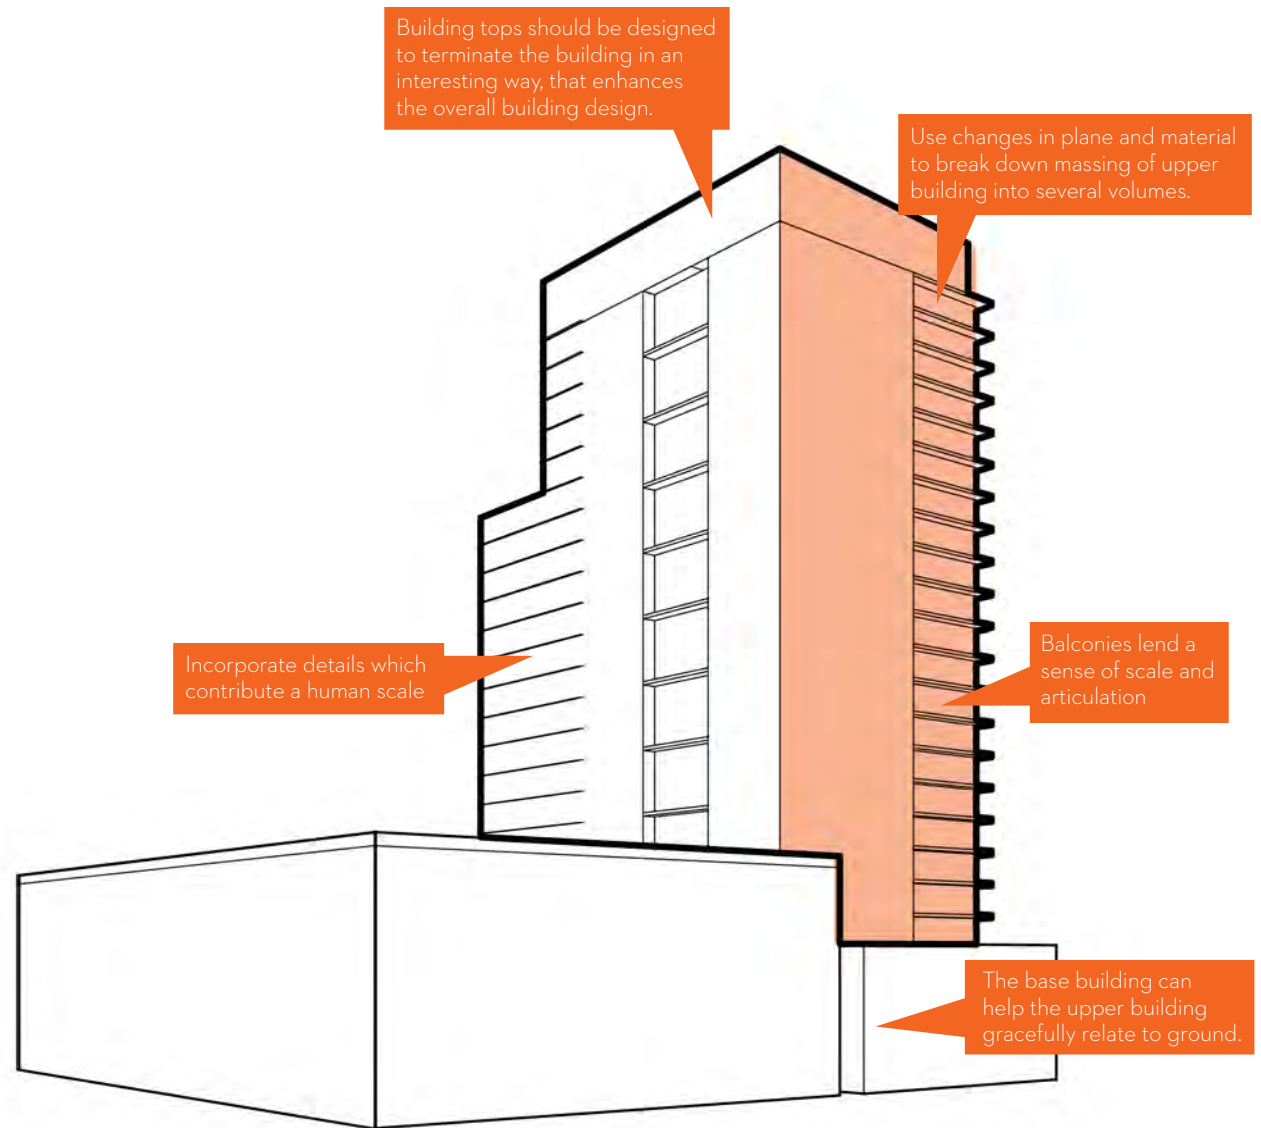 Building tops should be designed
to terminate the building in an
interesting way, that enhances
the overall building design.
Use changes in plane and material
to break down massing of upper
building into several volumes.
Incorporate details which
contribute a human scale
Balconies lend a
sense of scale and
articulation
The base building can
help the upper building
gracefully relate to ground.